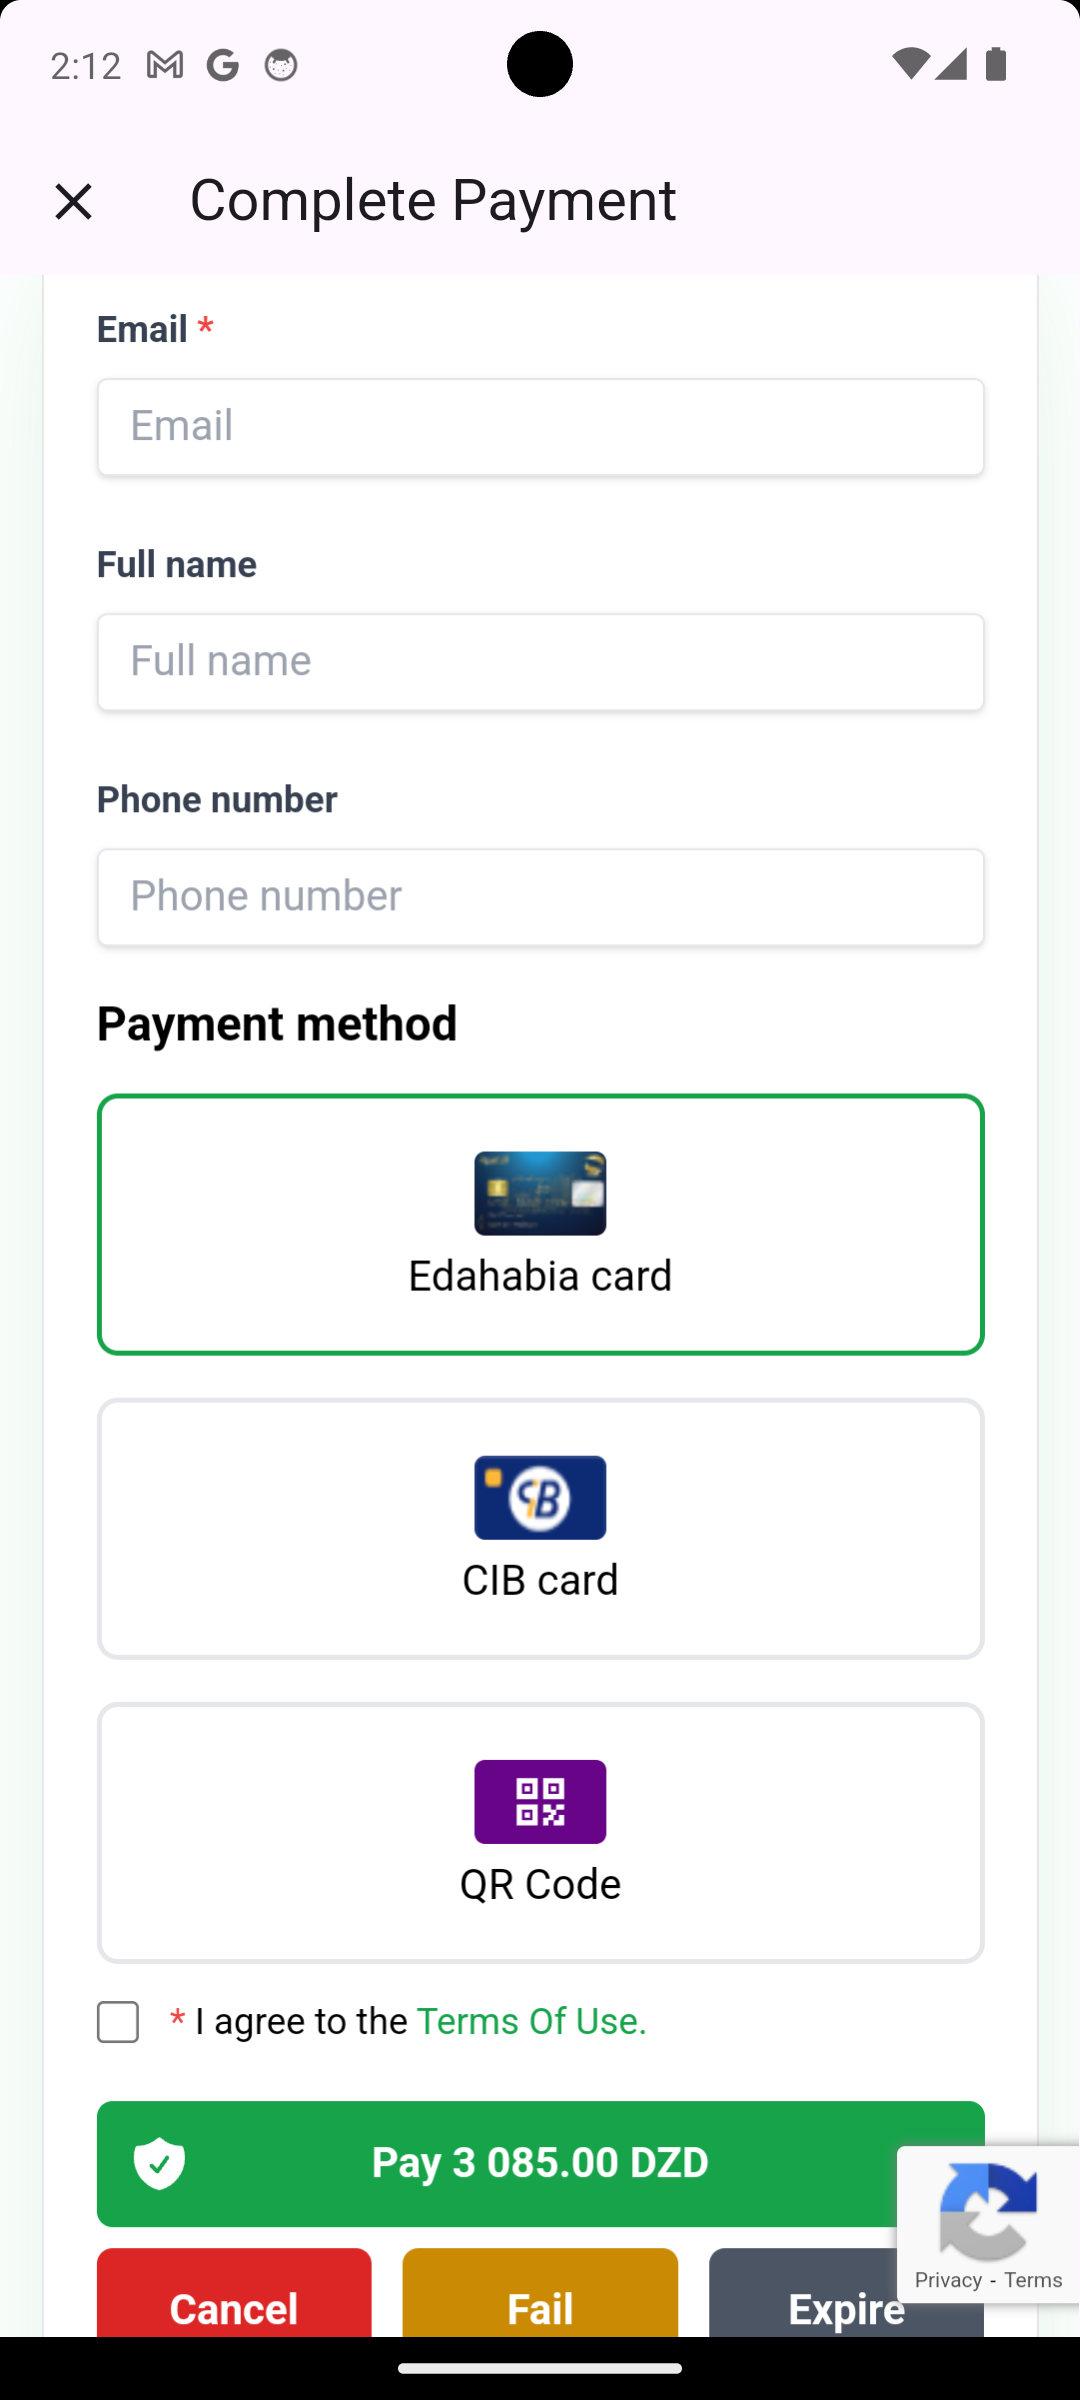 2:12
Complete Payment
Email *
Email
Full name
Full name
Phone number
Phone number
Payment method
Edahabia card
CIB card
QR Code
* I agree to the Terms Of Use.
Pay 3 085.00 DZD
Privacy - Terms
Cancel
Fail
Expire